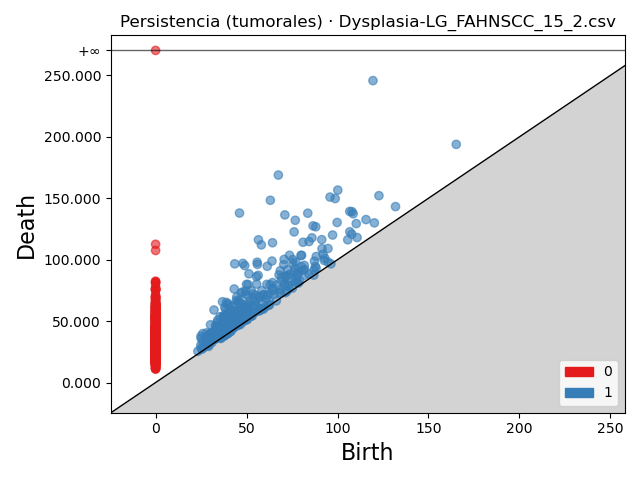 Persistencia (tumorales) · Dysplasia-LG_FAHNSCC_15_2.csv
+∞
250.000
200.000
150.000
100.000
50.000
0.000
Death
0
1
0 50 100 150 200 250
Birth